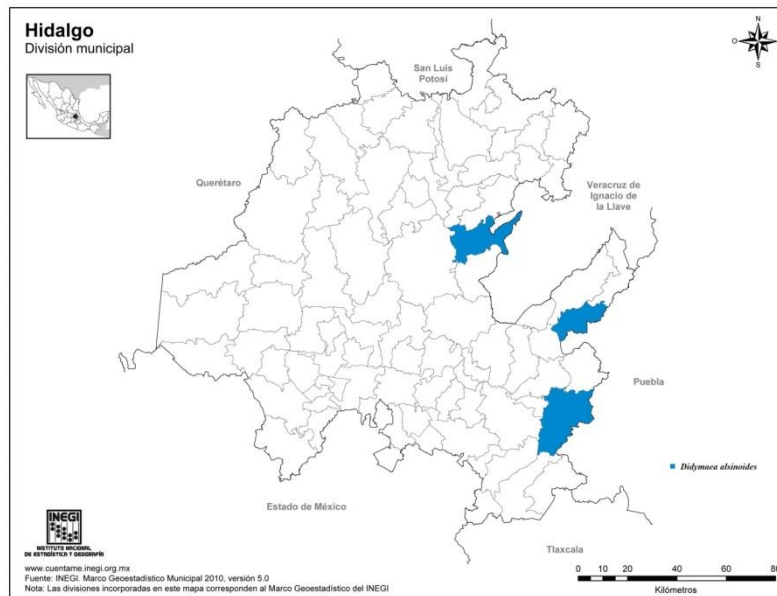 Hidalgo
División municipal
N
O
E
S
San Luis
Potosí
Querétaro
Veracruz de
Ignacio de
la Llave
Puebla
Didymaea alsinoides
Estado de México
Tlaxcala
INEGI
INSTITUTO NACIONAL
DE ESTADÍSTICA Y GEOGRAFÍA
www.cuentame.inegi.org.mx
Fuente: INEGI. Marco Geoestadístico Municipal 2010, versión 5.0
Nota: Las divisiones incorporadas en este mapa corresponden al Marco Geoestadístico del INEGI
0 10 20 40 60 80
Kilómetros